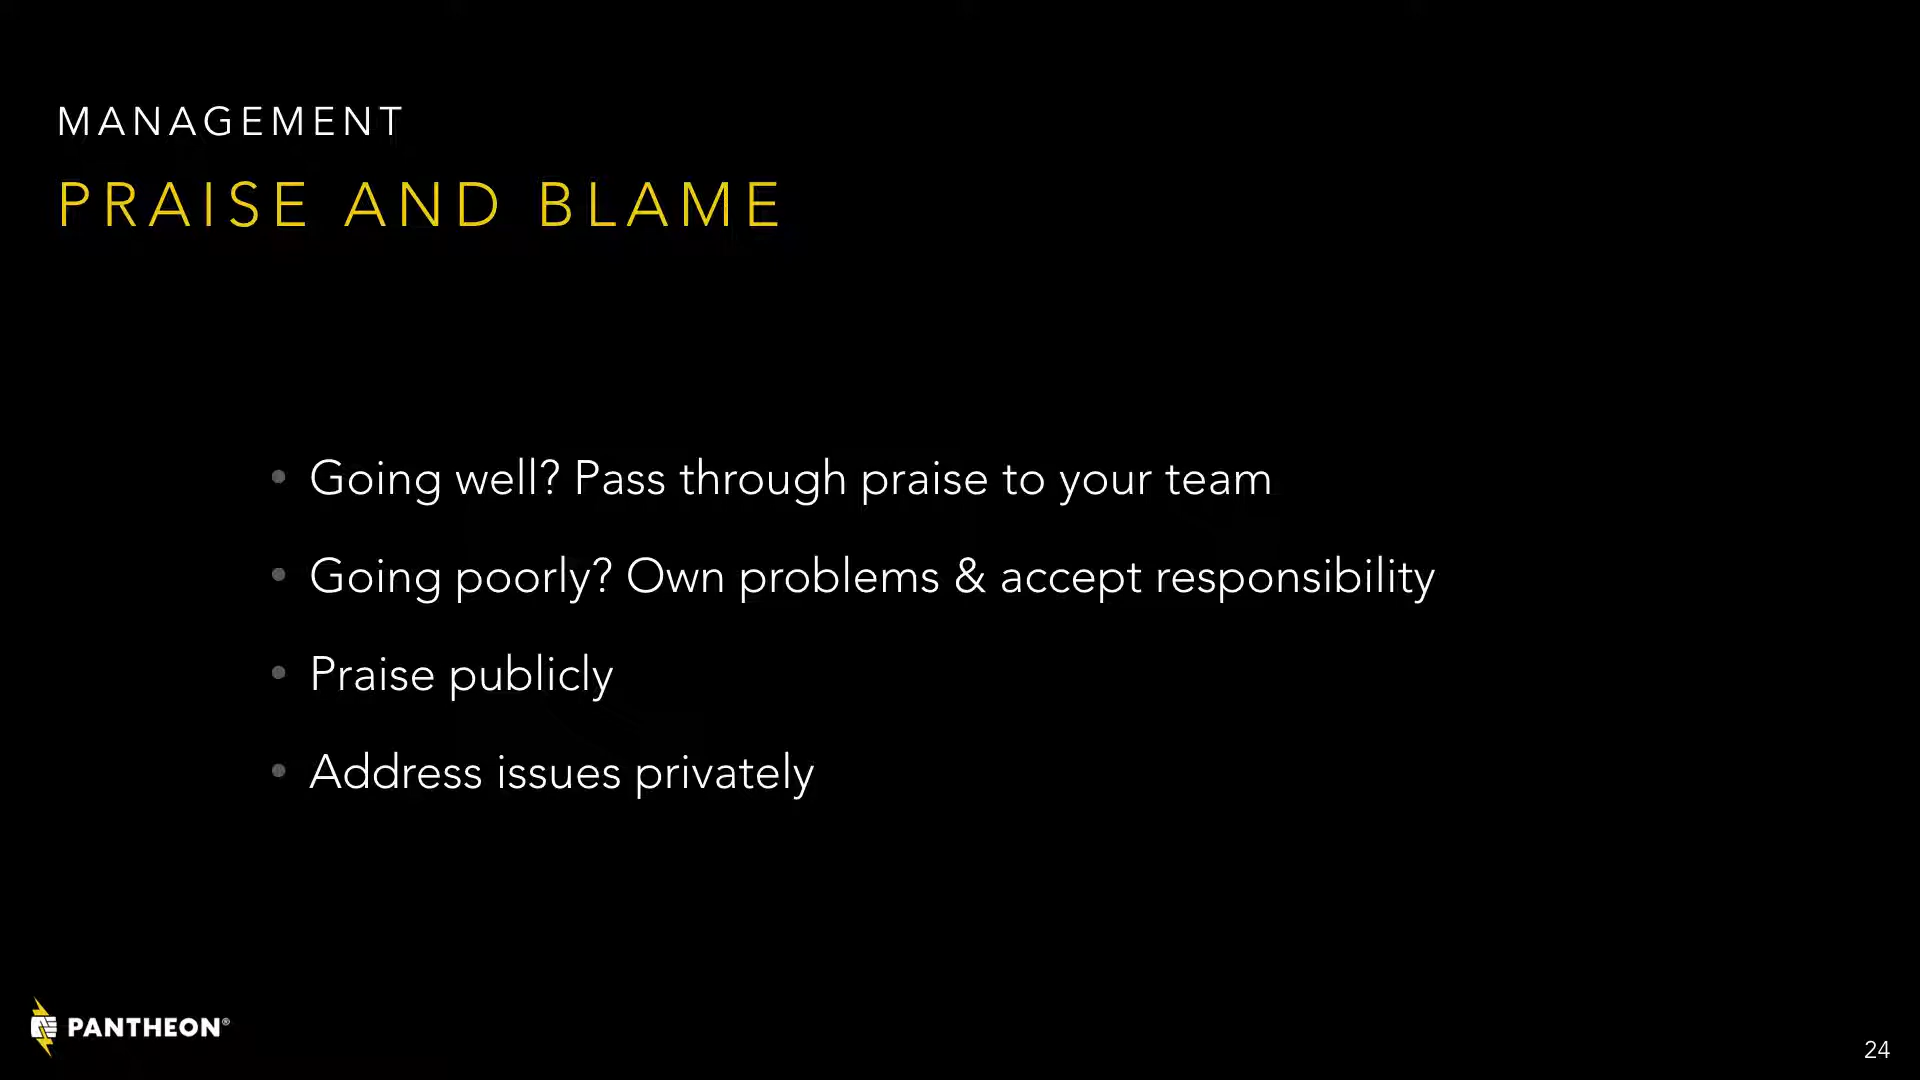 MANAGEMENT
PRAISE AND BLAME
• Going well? Pass through praise to your team
• Going poorly? Own problems & accept responsibility
• Praise publicly
• Address issues privately
PANTHEON®
24